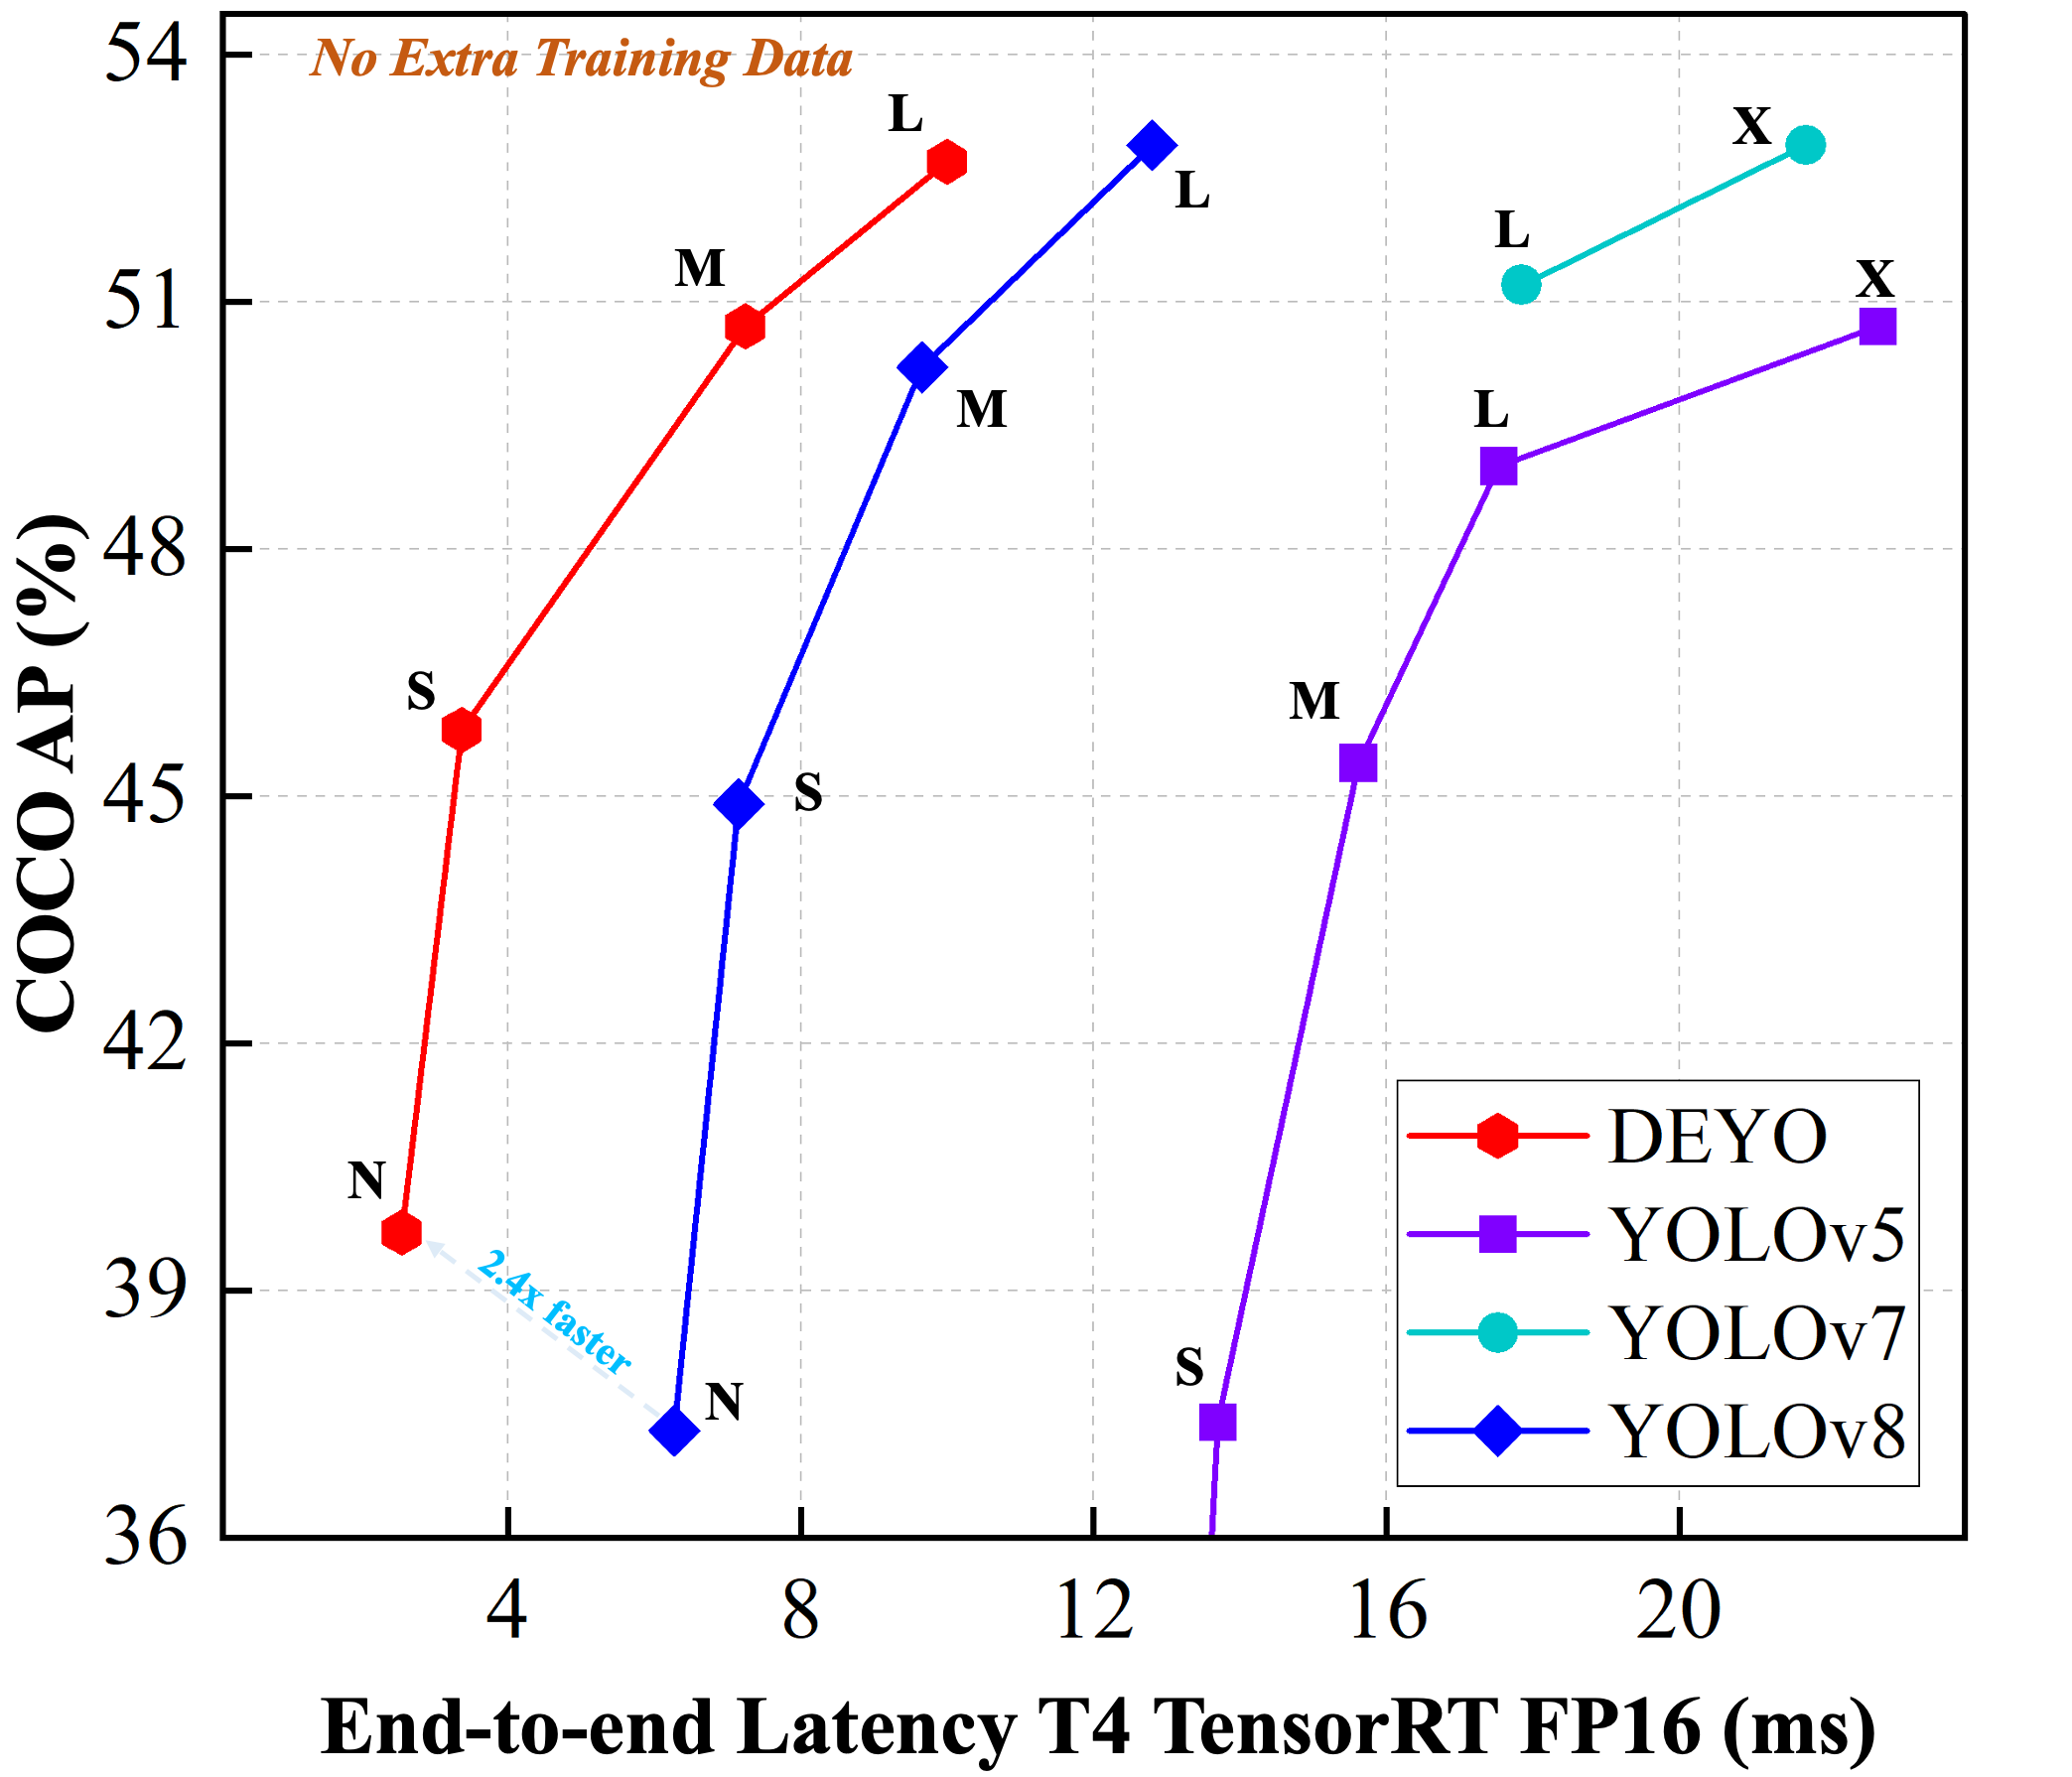 No Extra Training Data
54
51
48
45
42
39
36
COCO AP (%)
L
M
S
N
L
M
S
N
2.4x faster
X
L
X
L
M
S
DEYO
YOLOv5
YOLOv7
YOLOv8
4 8 12 16 20
End-to-end Latency T4 TensorRT FP16 (ms)